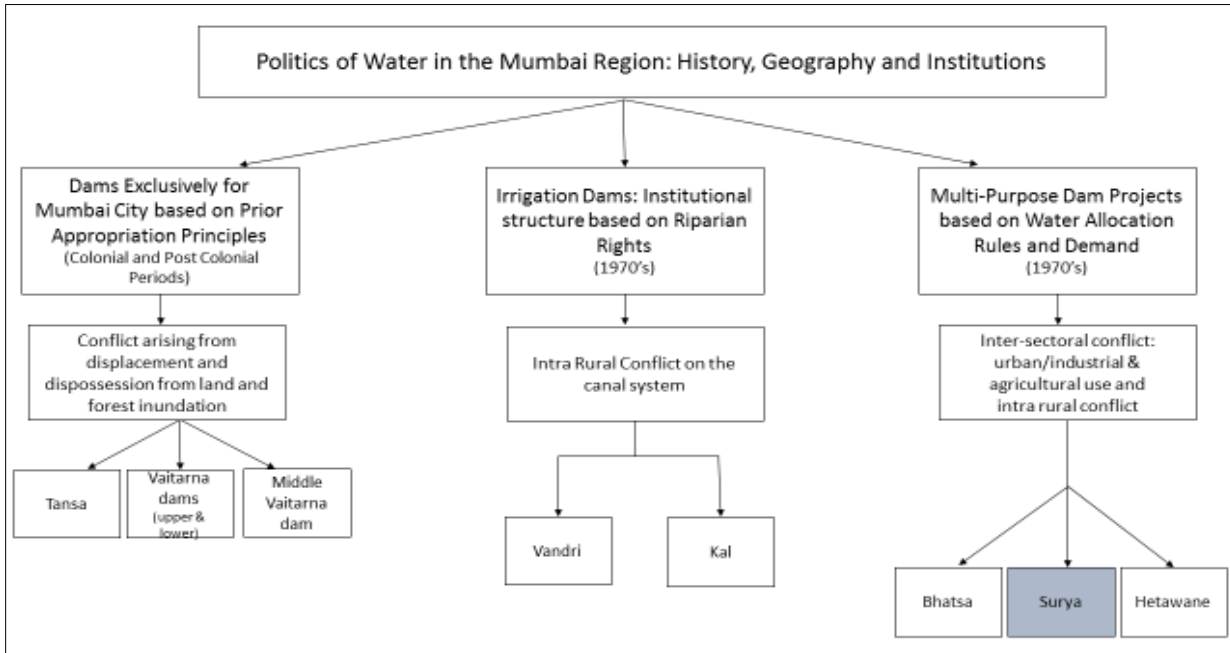 Politics of Water in the Mumbai Region: History, Geography and Institutions
Dams Exclusively for
Mumbai City based on Prior
Appropriation Principles
(Colonial and Post Colonial
Periods)
Irrigation Dams: Institutional
structure based on Riparian
Rights
(1970's)
Multi-Purpose Dam Projects
based on Water Allocation
Rules and Demand
(1970's)
Conflict arising from
displacement and
dispossession from land and
forest inundation
Intra Rural Conflict on the
canal system
Inter-sectoral conflict:
urban/industrial &
agricultural use and
intra rural conflict
Tansa
Vaitarna
dams
(upper &
lower)
Middle
Vaitarna
dam
Vandri
Kal
Bhatsa
Surya
Hetawane